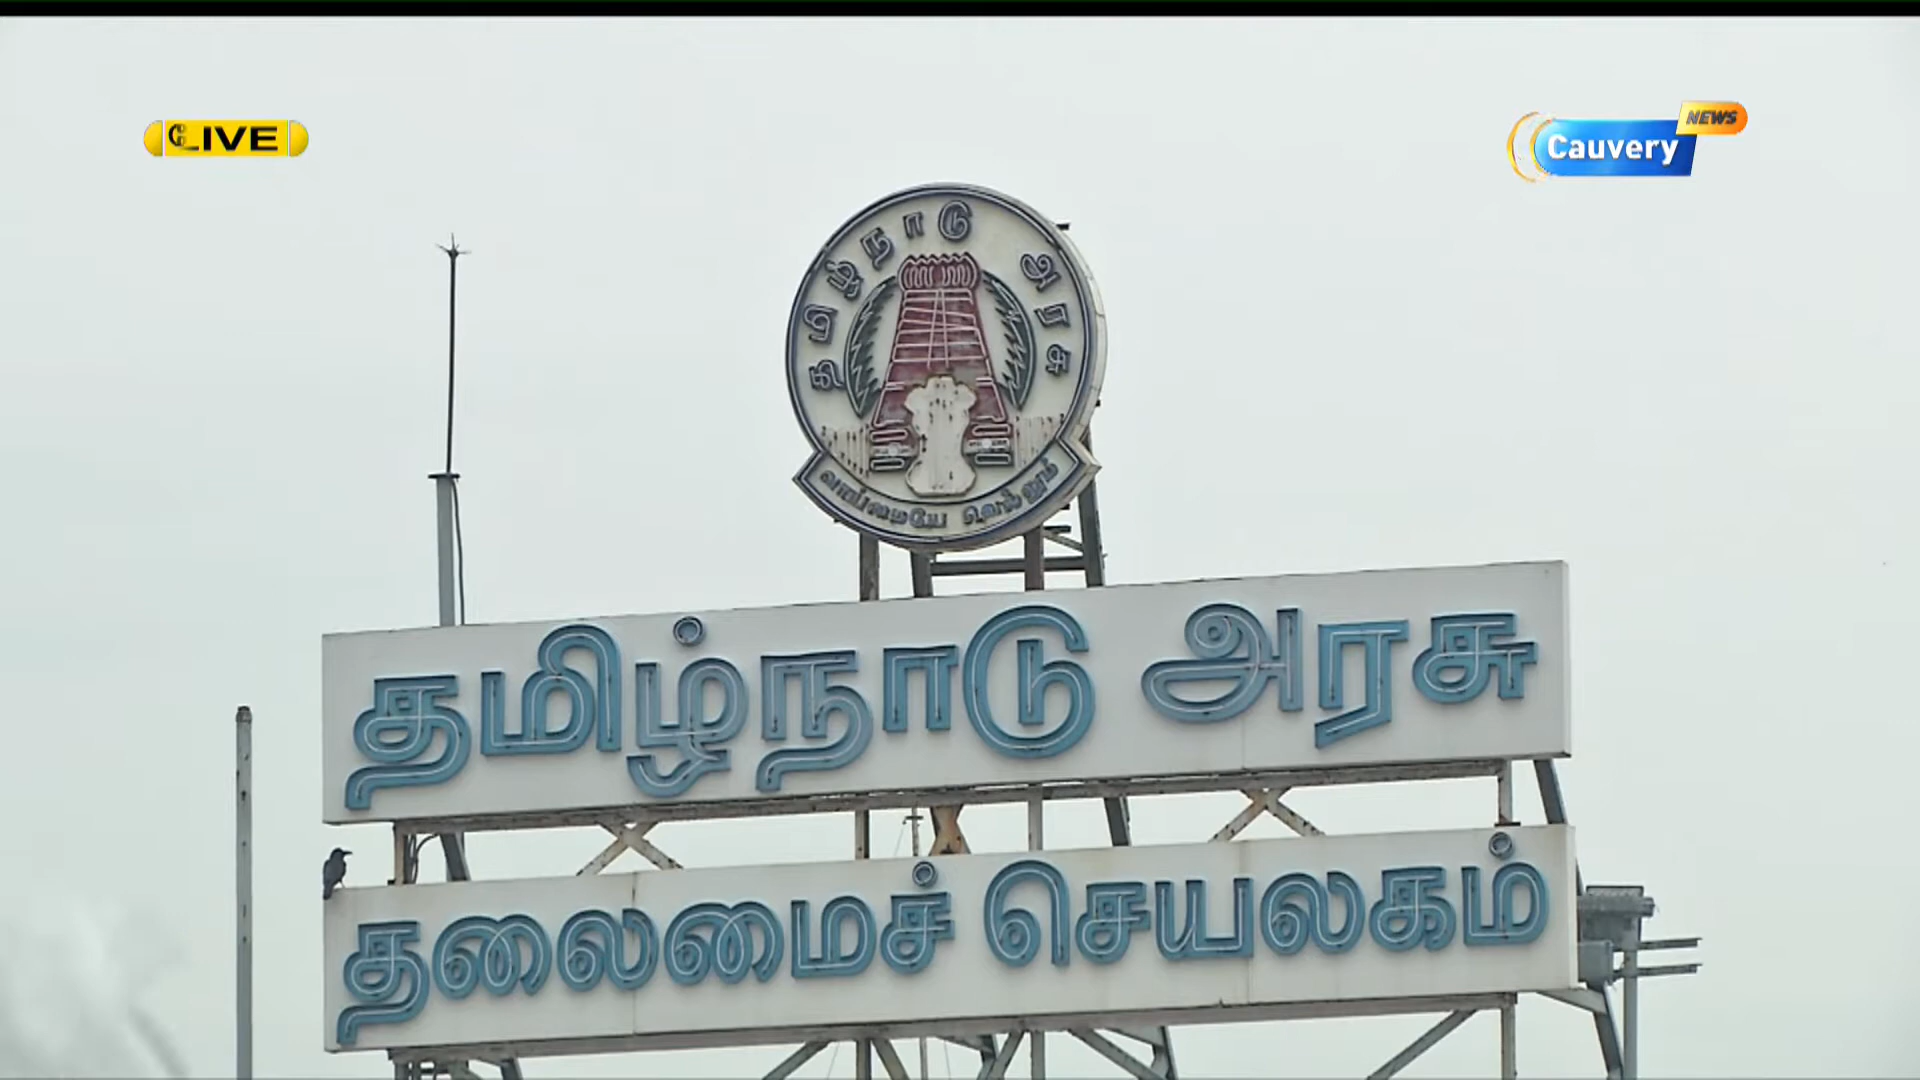 LIVE
NEWS
Cauvery
தமிழ்நாடு அரசு
வாய்மையே வெல்லும்
தமிழ்நாடு அரசு
தலைமைச் செயலகம்